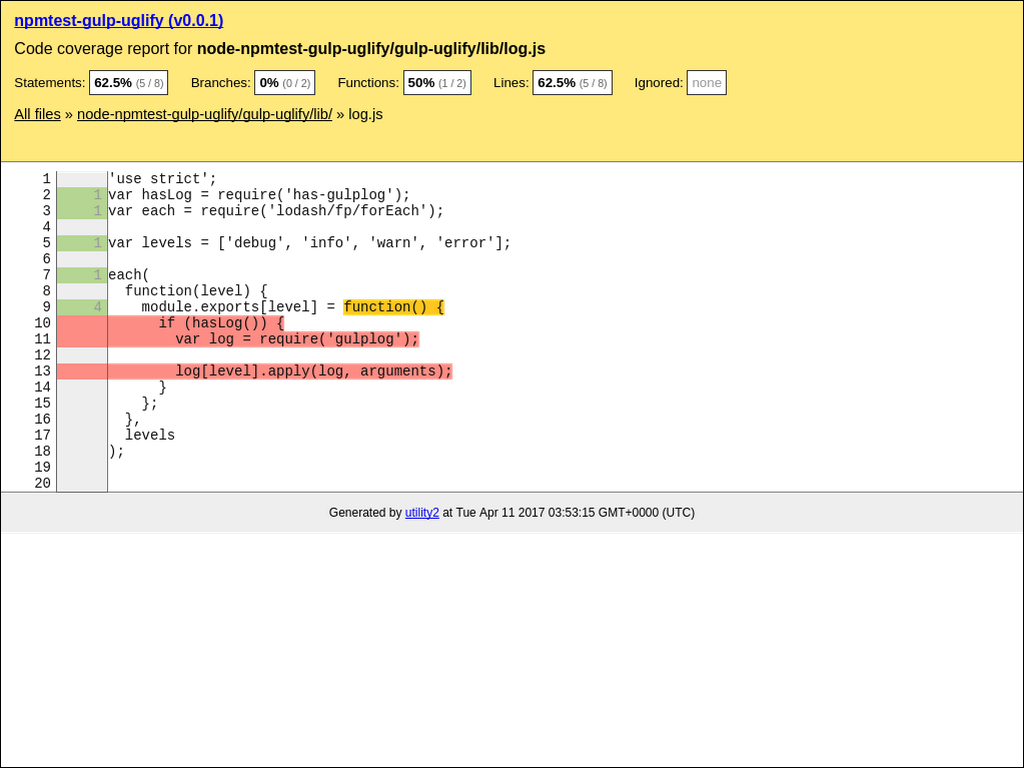 npmtest-gulp-uglify (v0.0.1)
Code coverage report for node-npmtest-gulp-uglify/gulp-uglify/lib/log.js
Statements: 62.5% (5 / 8) Branches: 0% (0 / 2) Functions: 50% (1 / 2) Lines: 62.5% (5 / 8) Ignored: none
All files » node-npmtest-gulp-uglify/gulp-uglify/lib/ » log.js
1 'use strict';
2 1 var hasLog = require('has-gulplog');
3 1 var each = require('lodash/fp/forEach');
4
5 1 var levels = ['debug', 'info', 'warn', 'error'];
6
7 1 each(
8 function(level) {
9 4 module.exports[level] = function() {
10 if (hasLog()) {
11 var log = require('gulplog');
12
13 log[level].apply(log, arguments);
14 }
15 };
16 },
17 levels
18 );
19
20
Generated by utility2 at Tue Apr 11 2017 03:53:15 GMT+0000 (UTC)